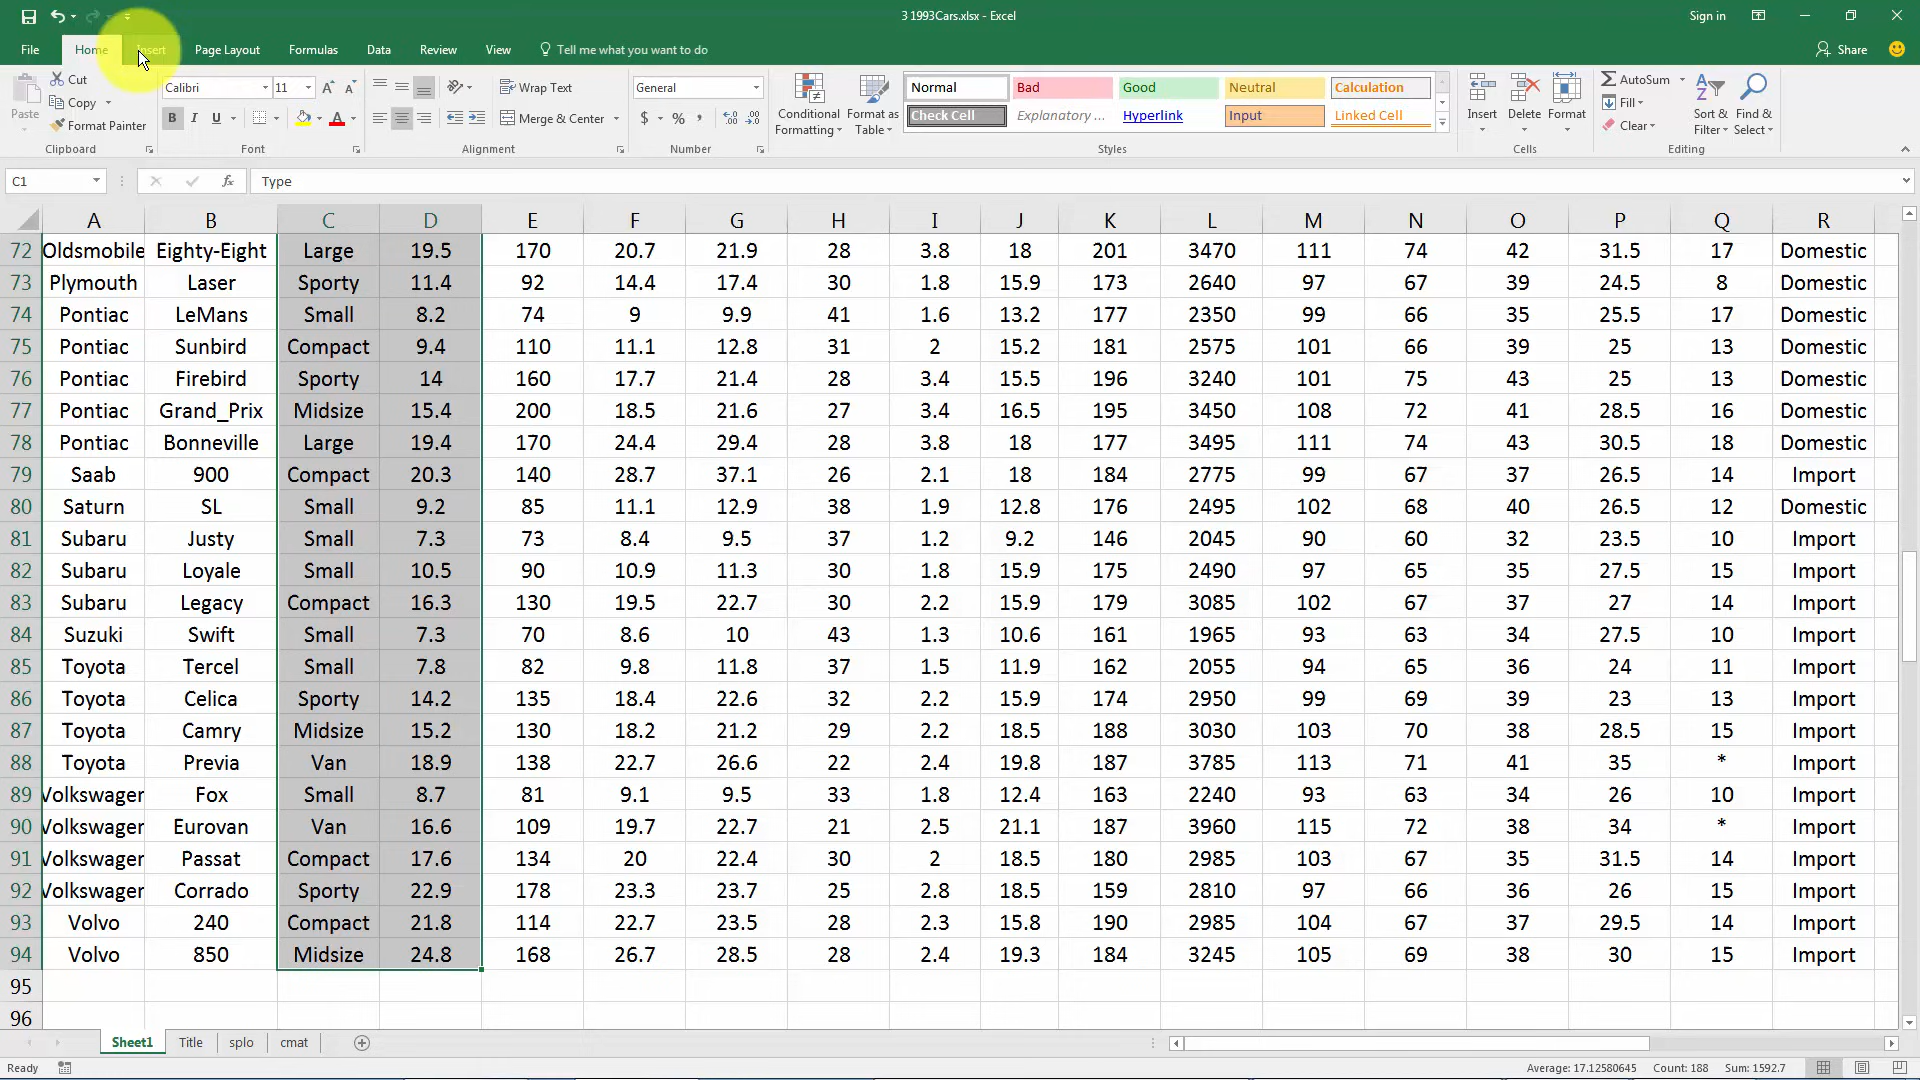 3 1993Cars.xlsx - Excel
Sign in
File Home Insert Page Layout Formulas Data Review View Tell me what you want to do Share
Paste Cut Copy Format Painter Clipboard
Calibri 11 A A B I U A Font
Wrap Text Merge & Center Alignment
General $ % , Number
Conditional Formatting Format as Table
Normal Bad Good Neutral Calculation
Check Cell Explanatory ... Hyperlink Input Linked Cell
Styles
Insert Delete Format Cells
AutoSum Fill Clear Sort & Filter Find & Select Editing
C1 fx Type
A B C D E F G H I J K L M N O P Q R
72 Oldsmobile Eighty-Eight Large 19.5 170 20.7 21.9 28 3.8 18 201 3470 111 74 42 31.5 17 Domestic
73 Plymouth Laser Sporty 11.4 92 14.4 17.4 30 1.8 15.9 173 2640 97 67 39 24.5 8 Domestic
74 Pontiac LeMans Small 8.2 74 9 9.9 41 1.6 13.2 177 2350 99 66 35 25.5 17 Domestic
75 Pontiac Sunbird Compact 9.4 110 11.1 12.8 31 2 15.2 181 2575 101 66 39 25 13 Domestic
76 Pontiac Firebird Sporty 14 160 17.7 21.4 28 3.4 15.5 196 3240 101 75 43 25 13 Domestic
77 Pontiac Grand_Prix Midsize 15.4 200 18.5 21.6 27 3.4 16.5 195 3450 108 72 41 28.5 16 Domestic
78 Pontiac Bonneville Large 19.4 170 24.4 29.4 28 3.8 18 177 3495 111 74 43 30.5 18 Domestic
79 Saab 900 Compact 20.3 140 28.7 37.1 26 2.1 18 184 2775 99 67 37 26.5 14 Import
80 Saturn SL Small 9.2 85 11.1 12.9 38 1.9 12.8 176 2495 102 68 40 26.5 12 Domestic
81 Subaru Justy Small 7.3 73 8.4 9.5 37 1.2 9.2 146 2045 90 60 32 23.5 10 Import
82 Subaru Loyale Small 10.5 90 10.9 11.3 30 1.8 15.9 175 2490 97 65 35 27.5 15 Import
83 Subaru Legacy Compact 16.3 130 19.5 22.7 30 2.2 15.9 179 3085 102 67 37 27 14 Import
84 Suzuki Swift Small 7.3 70 8.6 10 43 1.3 10.6 161 1965 93 63 34 27.5 10 Import
85 Toyota Tercel Small 7.8 82 9.8 11.8 37 1.5 11.9 162 2055 94 65 36 24 11 Import
86 Toyota Celica Sporty 14.2 135 18.4 22.6 32 2.2 15.9 174 2950 99 69 39 23 13 Import
87 Toyota Camry Midsize 15.2 130 18.2 21.2 29 2.2 18.5 188 3030 103 70 38 28.5 15 Import
88 Toyota Previa Van 18.9 138 22.7 26.6 22 2.4 19.8 187 3785 113 71 41 35 * Import
89 Volkswagen Fox Small 8.7 81 9.1 9.5 33 1.8 12.4 163 2240 93 63 34 26 10 Import
90 Volkswagen Eurovan Van 16.6 109 19.7 22.7 21 2.5 21.1 187 3960 115 72 38 34 * Import
91 Volkswagen Passat Compact 17.6 134 20 22.4 30 2 18.5 180 2985 103 67 35 31.5 14 Import
92 Volkswagen Corrado Sporty 22.9 178 23.3 23.7 25 2.8 18.5 159 2810 97 66 36 26 15 Import
93 Volvo 240 Compact 21.8 114 22.7 23.5 28 2.3 15.8 190 2985 104 67 37 29.5 14 Import
94 Volvo 850 Midsize 24.8 168 26.7 28.5 28 2.4 19.3 184 3245 105 69 38 30 15 Import
95
96
Sheet1 Title splo cmat
Ready Average: 17.12580645 Count: 188 Sum: 1592.7